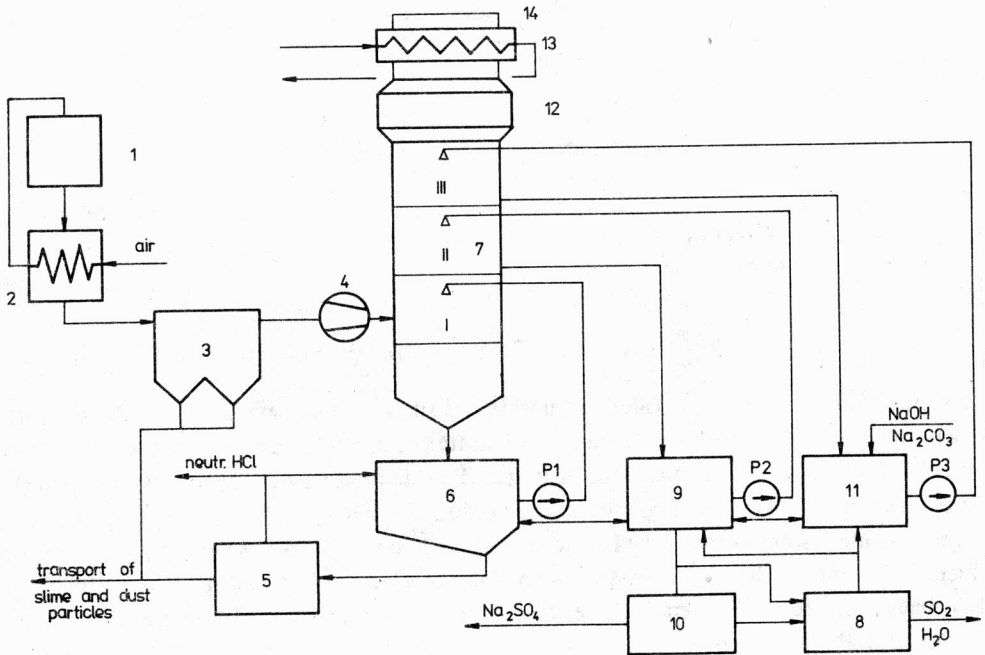 14
13
12
1
air
2
3
4
III
II
7
I
neutr. HCl
P1
6
P2
9
NaOH
Na₂CO₃
P3
11
transport of
slime and dust
particles
5
Na₂SO₄
10
8
SO₂
H₂O